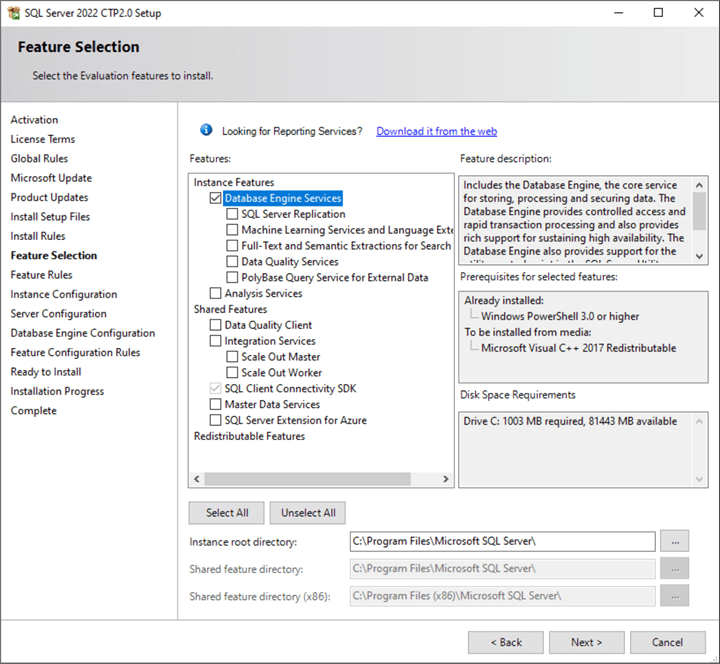 SQL Server 2022 CTP2.0 Setup
Feature Selection
Select the Evaluation features to install.
Activation
License Terms
Global Rules
Microsoft Update
Product Updates
Install Setup Files
Install Rules
Feature Selection
Feature Rules
Instance Configuration
Server Configuration
Database Engine Configuration
Feature Configuration Rules
Ready to Install
Installation Progress
Complete
Looking for Reporting Services? Download it from the web
Features:
Instance Features
Database Engine Services
SQL Server Replication
Machine Learning Services and Language Exte
Full-Text and Semantic Extractions for Search
Data Quality Services
PolyBase Query Service for External Data
Analysis Services
Shared Features
Data Quality Client
Integration Services
Scale Out Master
Scale Out Worker
SQL Client Connectivity SDK
Master Data Services
SQL Server Extension for Azure
Redistributable Features
Feature description:
Includes the Database Engine, the core service
for storing, processing and securing data. The
Database Engine provides controlled access and
rapid transaction processing and also provides
rich support for sustaining high availability. The
Database Engine also provides support for the
Prerequisites for selected features:
Already installed:
Windows PowerShell 3.0 or higher
To be installed from media:
Microsoft Visual C++ 2017 Redistributable
Disk Space Requirements
Drive C: 1003 MB required, 81443 MB available
Select All
Unselect All
Instance root directory:
C:\Program Files\Microsoft SQL Server\
...
Shared feature directory:
C:\Program Files\Microsoft SQL Server\
...
Shared feature directory (x86):
C:\Program Files (x86)\Microsoft SQL Server\
...
< Back
Next >
Cancel